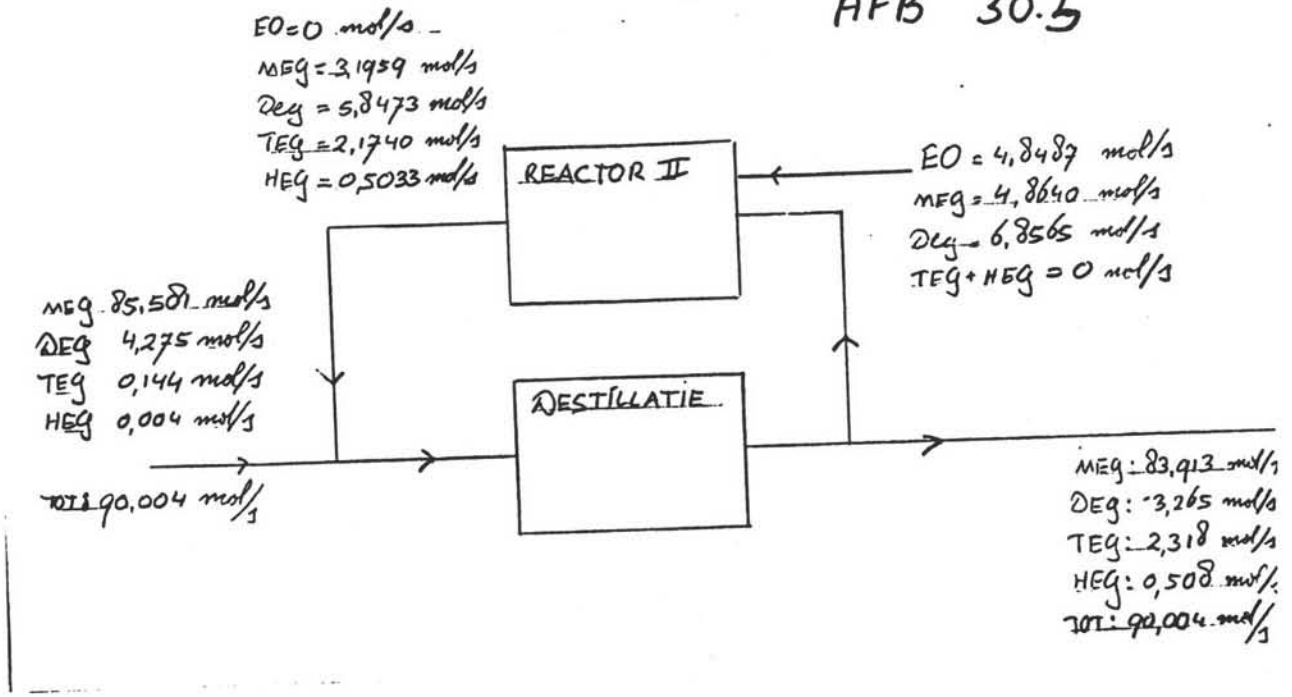 AFB 30.5
EO=0 mol/s
MEG = 3,1959 mol/s
Deg = 5,8473 mol/s
TEG = 2,1740 mol/s
HEG = 0,5033 mol/s
REACTOR II
EO = 4,8487 mol/s
MEG = 4,8640 mol/s
Deg = 6,8565 mol/s
TEG + HEG = 0 mol/s
MEG 85,581 mol/s
DEG 4,275 mol/s
TEG 0,144 mol/s
HEG 0,004 mol/s
TOT: 90,004 mol/s
DESTILLATIE
MEG: 83,913 mol/s
DEG: 3,265 mol/s
TEG: 2,318 mol/s
HEG: 0,508 mol/s
TOT: 90,004 mol/s